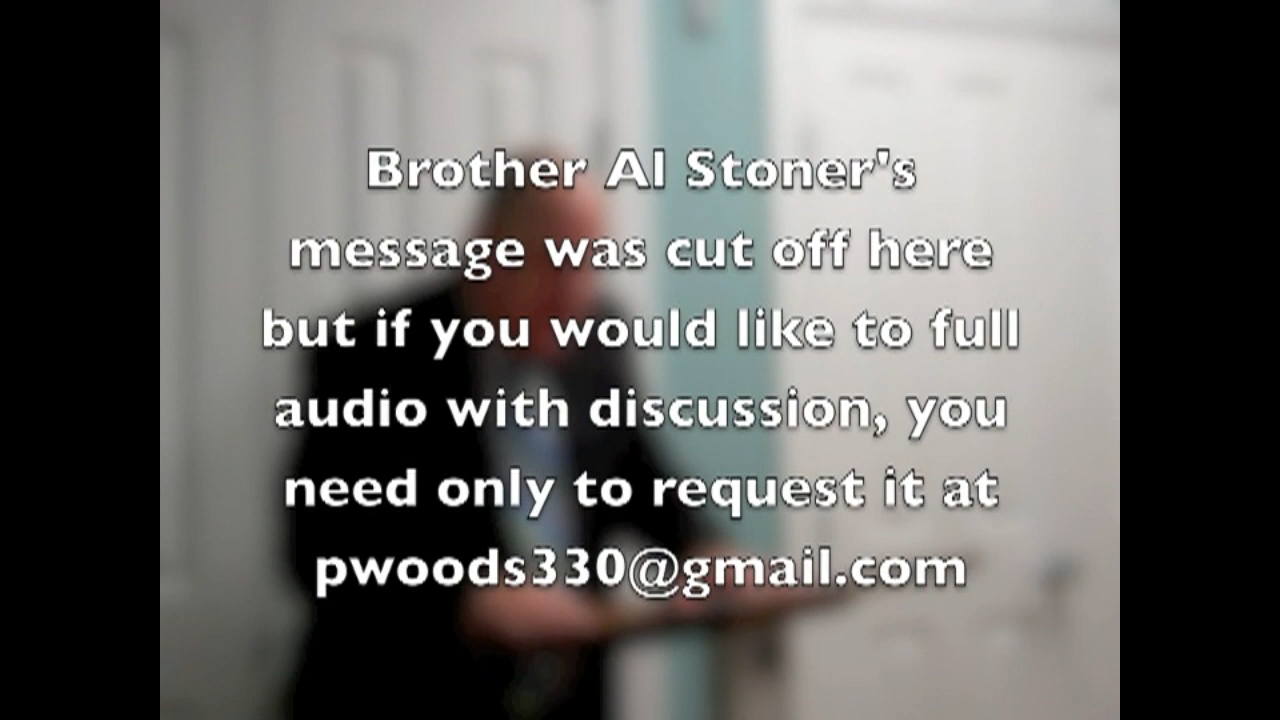 Brother Al Stoner's
message was cut off here
but if you would like to full
audio with discussion, you
need only to request it at
pwoods330@gmail.com